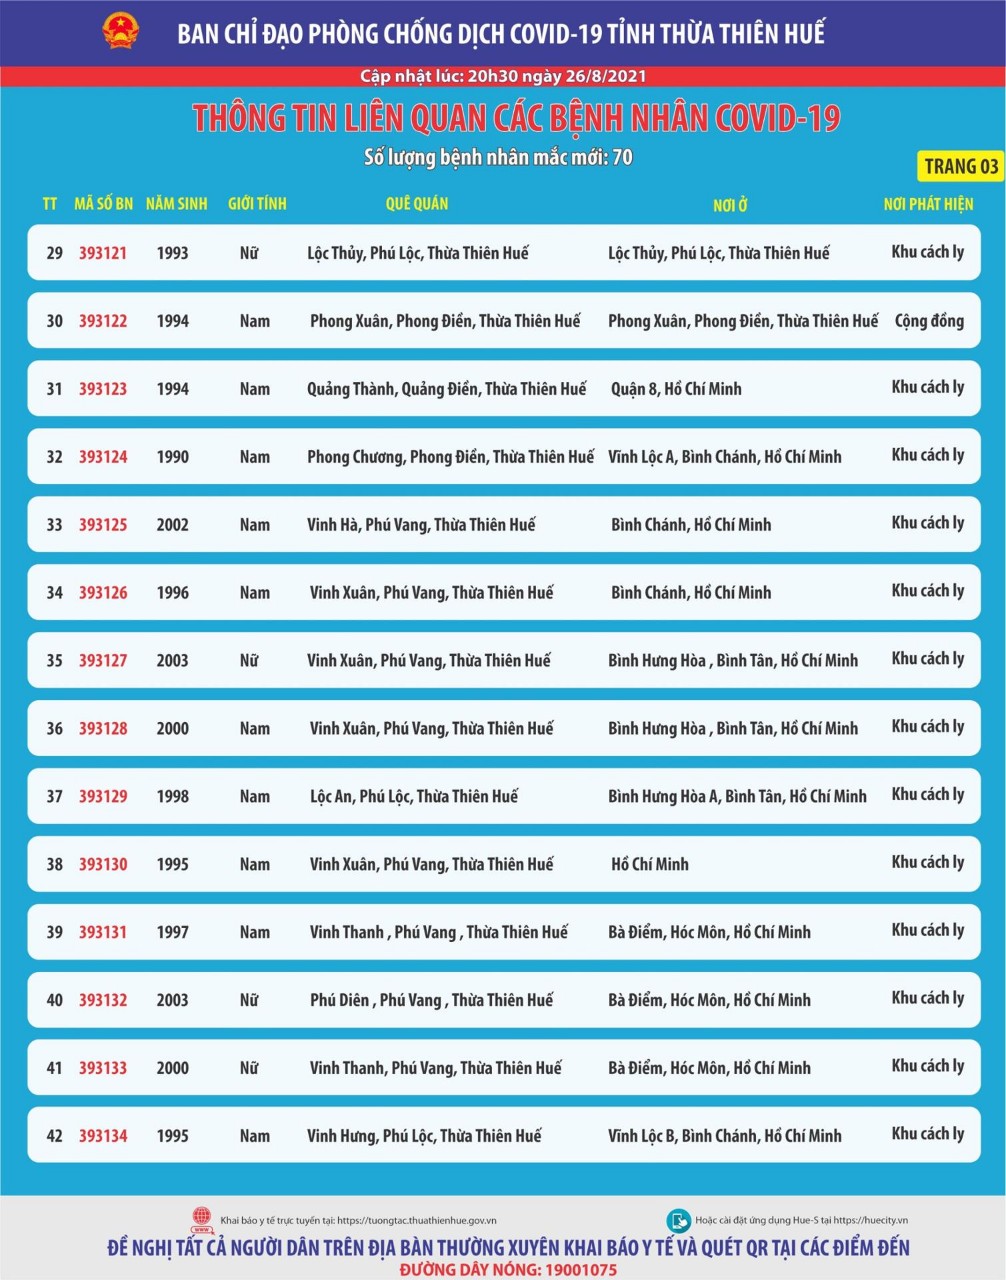 BAN CHỈ ĐẠO PHÒNG CHỐNG DỊCH COVID-19 TỈNH THỪA THIÊN HUẾ
Cập nhật lúc: 20h30 ngày 26/8/2021
THÔNG TIN LIÊN QUAN CÁC BỆNH NHÂN COVID-19
Số lượng bệnh nhân mắc mới: 70
TRANG 03
TT MÃ SỐ BN NĂM SINH GIỚI TÍNH QUÊ QUÁN NƠI Ở NƠI PHÁT HIỆN
29 393121 1993 Nữ Lộc Thủy, Phú Lộc, Thừa Thiên Huế Lộc Thủy, Phú Lộc, Thừa Thiên Huế Khu cách ly
30 393122 1994 Nam Phong Xuân, Phong Điền, Thừa Thiên Huế Phong Xuân, Phong Điền, Thừa Thiên Huế Cộng đồng
31 393123 1994 Nam Quảng Thành, Quảng Điền, Thừa Thiên Huế Quận 8, Hồ Chí Minh Khu cách ly
32 393124 1990 Nam Phong Chương, Phong Điền, Thừa Thiên Huế Vĩnh Lộc A, Bình Chánh, Hồ Chí Minh Khu cách ly
33 393125 2002 Nam Vinh Hà, Phú Vang, Thừa Thiên Huế Bình Chánh, Hồ Chí Minh Khu cách ly
34 393126 1996 Nam Vinh Xuân, Phú Vang, Thừa Thiên Huế Bình Chánh, Hồ Chí Minh Khu cách ly
35 393127 2003 Nữ Vinh Xuân, Phú Vang, Thừa Thiên Huế Bình Hưng Hòa , Bình Tân, Hồ Chí Minh Khu cách ly
36 393128 2000 Nam Vinh Xuân, Phú Vang, Thừa Thiên Huế Bình Hưng Hòa , Bình Tân, Hồ Chí Minh Khu cách ly
37 393129 1998 Nam Lộc An, Phú Lộc, Thừa Thiên Huế Bình Hưng Hòa A, Bình Tân, Hồ Chí Minh Khu cách ly
38 393130 1995 Nam Vinh Xuân, Phú Vang, Thừa Thiên Huế Hồ Chí Minh Khu cách ly
39 393131 1997 Nam Vinh Thanh , Phú Vang , Thừa Thiên Huế Bà Điểm, Hóc Môn, Hồ Chí Minh Khu cách ly
40 393132 2003 Nữ Phú Diên , Phú Vang , Thừa Thiên Huế Bà Điểm, Hóc Môn, Hồ Chí Minh Khu cách ly
41 393133 2000 Nữ Vinh Thanh, Phú Vang, Thừa Thiên Huế Bà Điểm, Hóc Môn, Hồ Chí Minh Khu cách ly
42 393134 1995 Nam Vinh Hưng, Phú Lộc, Thừa Thiên Huế Vĩnh Lộc B, Bình Chánh, Hồ Chí Minh Khu cách ly
WWW Khai báo y tế trực tuyến tại: https://tuongtac.thuathienhue.gov.vn Hoặc cài đặt ứng dụng Hue-S tại https://huecity.vn
ĐỀ NGHỊ TẤT CẢ NGƯỜI DÂN TRÊN ĐỊA BÀN THƯỜNG XUYÊN KHAI BÁO Y TẾ VÀ QUÉT QR TẠI CÁC ĐIỂM ĐẾN
ĐƯỜNG DÂY NÓNG: 19001075